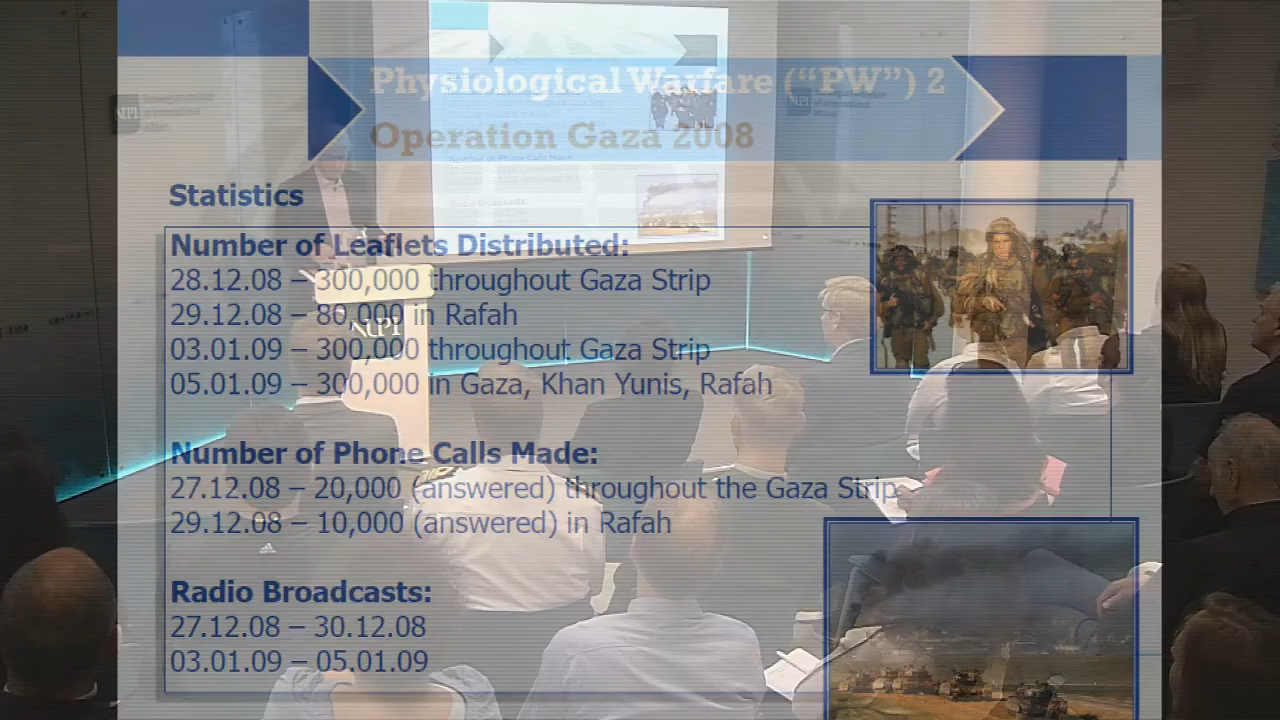 Physiological Warfare (“PW”) 2
Operation Gaza 2008
Statistics
Number of Leaflets Distributed:
28.12.08 – 300,000 throughout Gaza Strip
29.12.08 – 80,000 in Rafah
03.01.09 – 300,000 throughout Gaza Strip
05.01.09 – 300,000 in Gaza, Khan Yunis, Rafah
Number of Phone Calls Made:
27.12.08 – 20,000 (answered) throughout the Gaza Strip
29.12.08 – 10,000 (answered) in Rafah
Radio Broadcasts:
27.12.08 – 30.12.08
03.01.09 – 05.01.09
NUPI